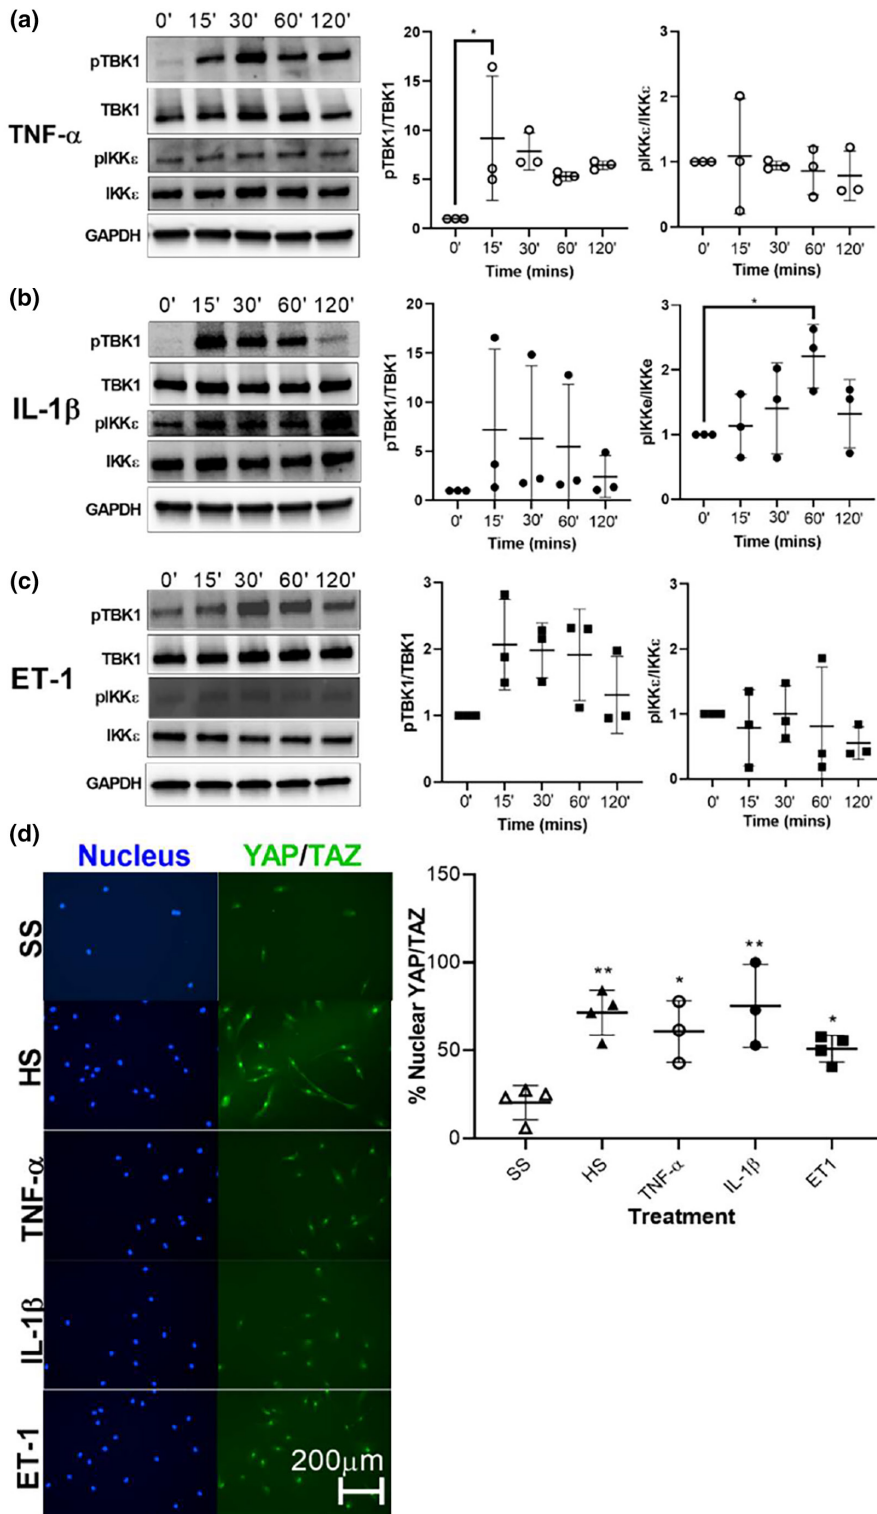 (a)
0' 15' 30' 60' 120'
TNF-α
pTBK1
TBK1
pIKKε
IKKε
GAPDH
pTBK1/TBK1
20
15
10
5
0
*
0' 15' 30' 60' 120'
Time (mins)
pIKKε/IKKε
3
2
1
0
0' 15' 30' 60' 120'
Time (mins)
(b)
0' 15' 30' 60' 120'
IL-1β
pTBK1
TBK1
pIKKε
IKKε
GAPDH
pTBK1/TBK1
20
15
10
5
0
0' 15' 30' 60' 120'
Time (mins)
pIKKe/IKKe
3
2
1
0
*
0' 15' 30' 60' 120'
Time (mins)
(c)
0' 15' 30' 60' 120'
ET-1
pTBK1
TBK1
pIKKε
IKKε
GAPDH
pTBK1/TBK1
3
2
1
0
0' 15' 30' 60' 120'
Time (mins)
pIKKε/IKKε
3
2
1
0
0' 15' 30' 60' 120'
Time (mins)
(d)
Nucleus YAP/TAZ
SS
HS
TNF-α
IL-1β
ET-1
200μm
% Nuclear YAP/TAZ
150
100
50
0
** * ** *
SS HS TNF-α IL-1β ET1
Treatment